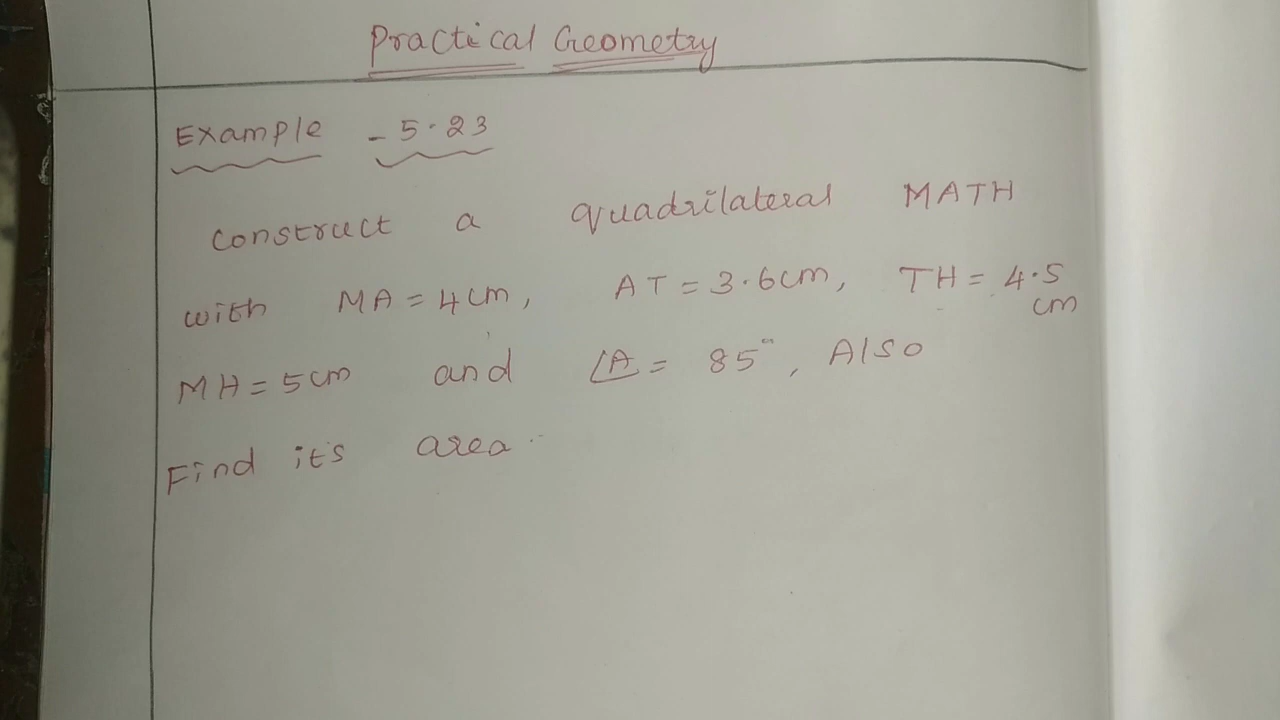 Practical Geometry
Example - 5.23
construct a quadrilateral MATH
with MA = 4cm, AT = 3.6cm, TH = 4.5
cm
MH = 5cm and ∠A = 85°, Also
Find it's area.